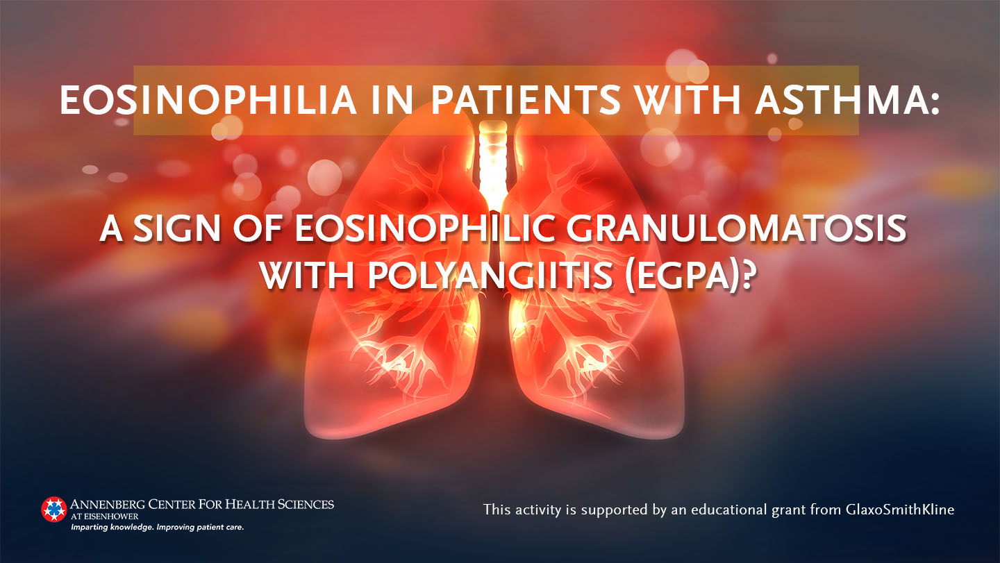 EOSINOPHILIA IN PATIENTS WITH ASTHMA:
A SIGN OF EOSINOPHILIC GRANULOMATOSIS
WITH POLYANGIITIS (EGPA)?
ANNENBERG CENTER FOR HEALTH SCIENCES
AT EISENHOWER
Imparting knowledge. Improving patient care.
This activity is supported by an educational grant from GlaxoSmithKline